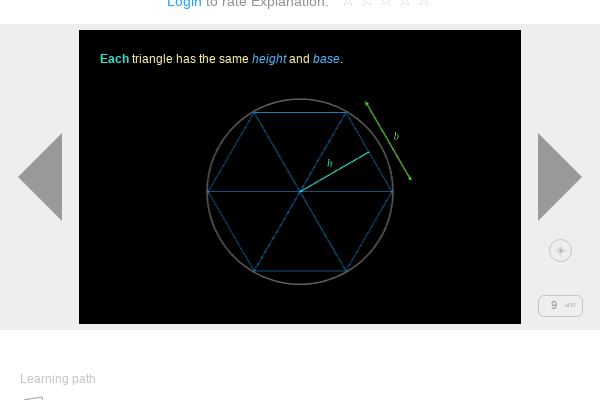 Login to rate Explanation: ☆ ☆ ☆ ☆ ☆
Each triangle has the same height and base.
b
h
9 of 37
Learning path